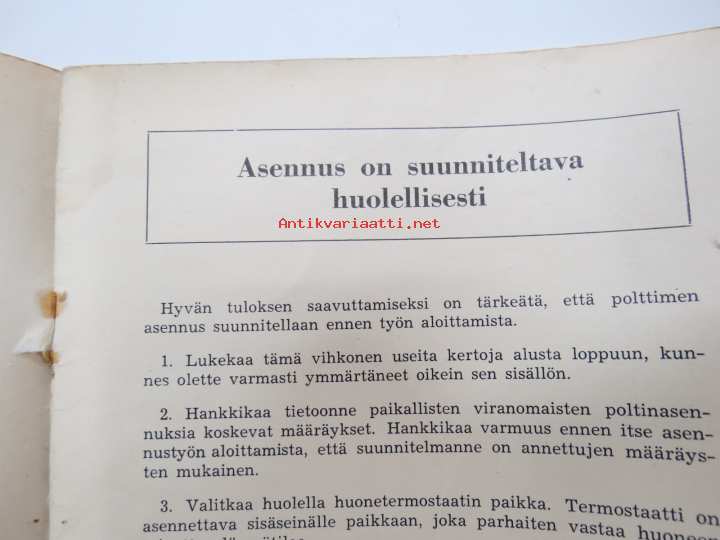 Asennus on suunniteltava
huolellisesti
Antikvariaatti.net
Hyvän tuloksen saavuttamiseksi on tärkeätä, että polttimen
asennus suunnitellaan ennen työn aloittamista.
1. Lukekaa tämä vihkonen useita kertoja alusta loppuun, kun-
nes olette varmasti ymmärtäneet oikein sen sisällön.
2. Hankkikaa tietoonne paikallisten viranomaisten poltinasen-
nuksia koskevat määräykset. Hankkikaa varmuus ennen itse asen-
nustyön aloittamista, että suunnitelmanne on annettujen määräys-
ten mukainen.
3. Valitkaa huolella huonetermostaatin paikka. Termostaatti on
asennettava sisäseinälle paikkaan, joka parhaiten vastaa huoneen